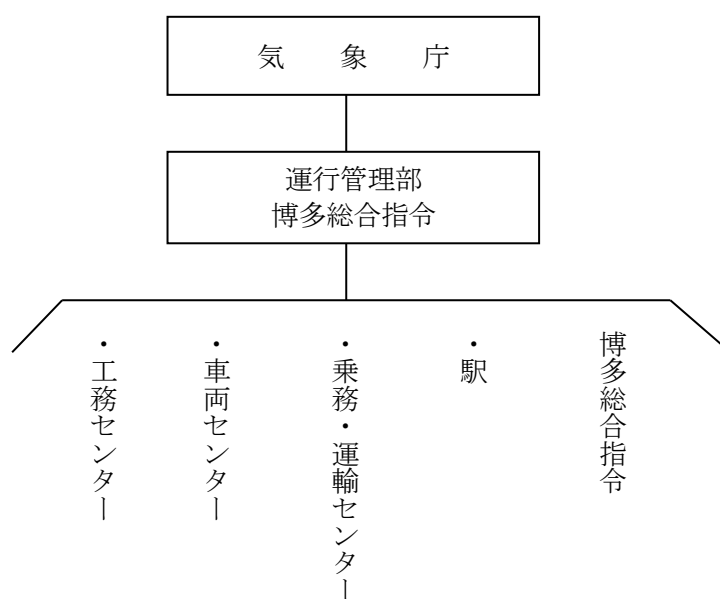 気象庁
運行管理部
博多総合指令
博多総合指令
・駅
・乗務・運輸センター
・車両センター
・工務センター